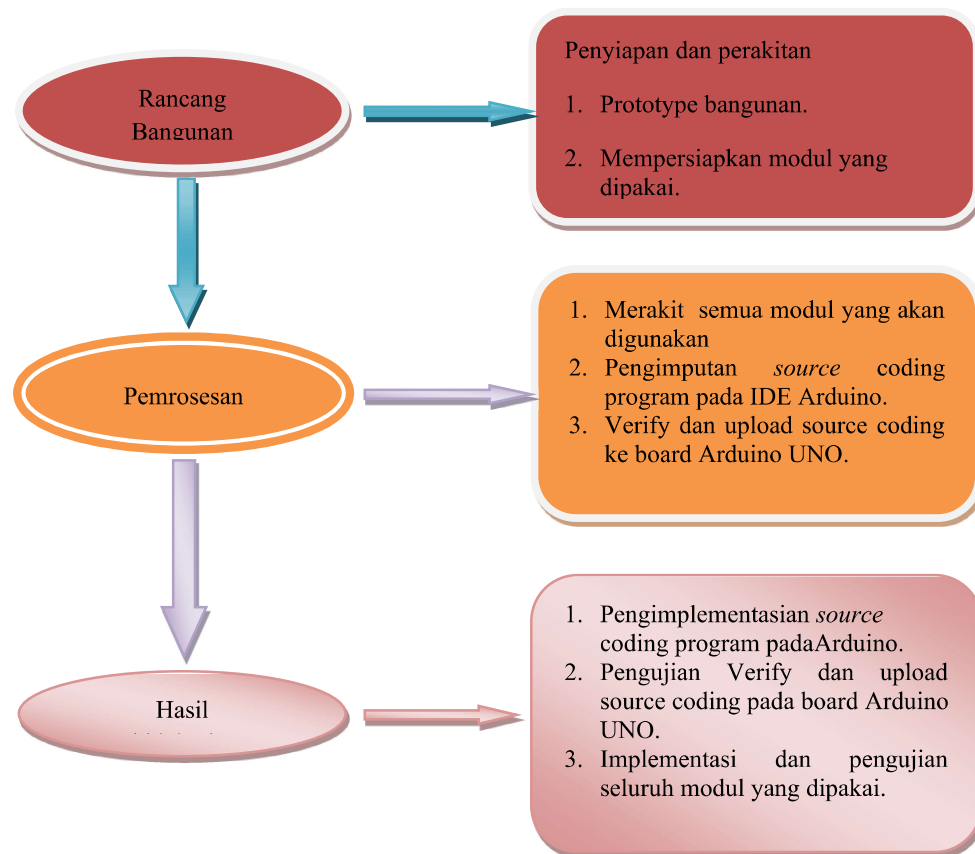 Rancang
Bangunan
Penyiapan dan perakitan
1. Prototype bangunan.
2. Mempersiapkan modul yang
dipakai.
Pemrosesan
1. Merakit semua modul yang akan
digunakan
2. Pengimputan source coding
program pada IDE Arduino.
3. Verify dan upload source coding
ke board Arduino UNO.
Hasil
1. Pengimplementasian source
coding program padaArduino.
2. Pengujian Verify dan upload
source coding pada board Arduino
UNO.
3. Implementasi dan pengujian
seluruh modul yang dipakai.